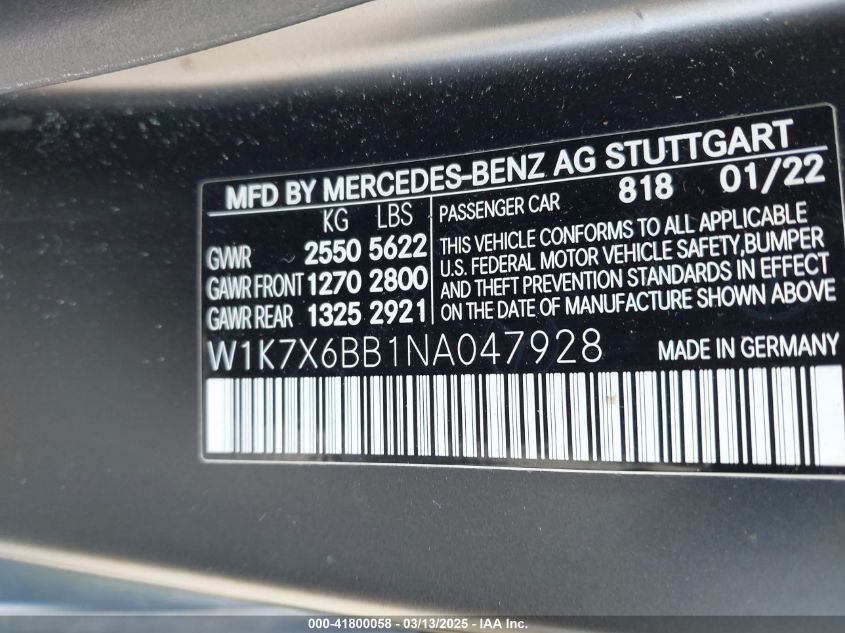 MFD BY MERCEDES-BENZ AG STUTTGART
KG LBS
GVWR 2550 5622
GAWR FRONT 1270 2800
GAWR REAR 1325 2921
PASSENGER CAR 818 01/22
THIS VEHICLE CONFORMS TO ALL APPLICABLE
U.S. FEDERAL MOTOR VEHICLE SAFETY,BUMPER
AND THEFT PREVENTION STANDARDS IN EFFECT
ON THE DATE OF MANUFACTURE SHOWN ABOVE
W1K7X6BB1NA047928 MADE IN GERMANY
000-41800058 - 03/13/2025 - IAA Inc.